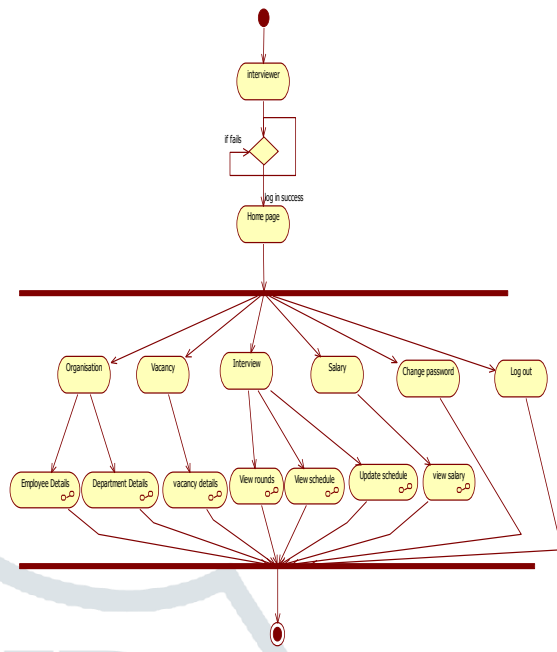 interviewer
if fails
log in success
Home page
Organisation
Vacancy
Interview
Salary
Change password
Log out
Employee Details
Department Details
vacancy details
View rounds
View schedule
Update schedule
view salary